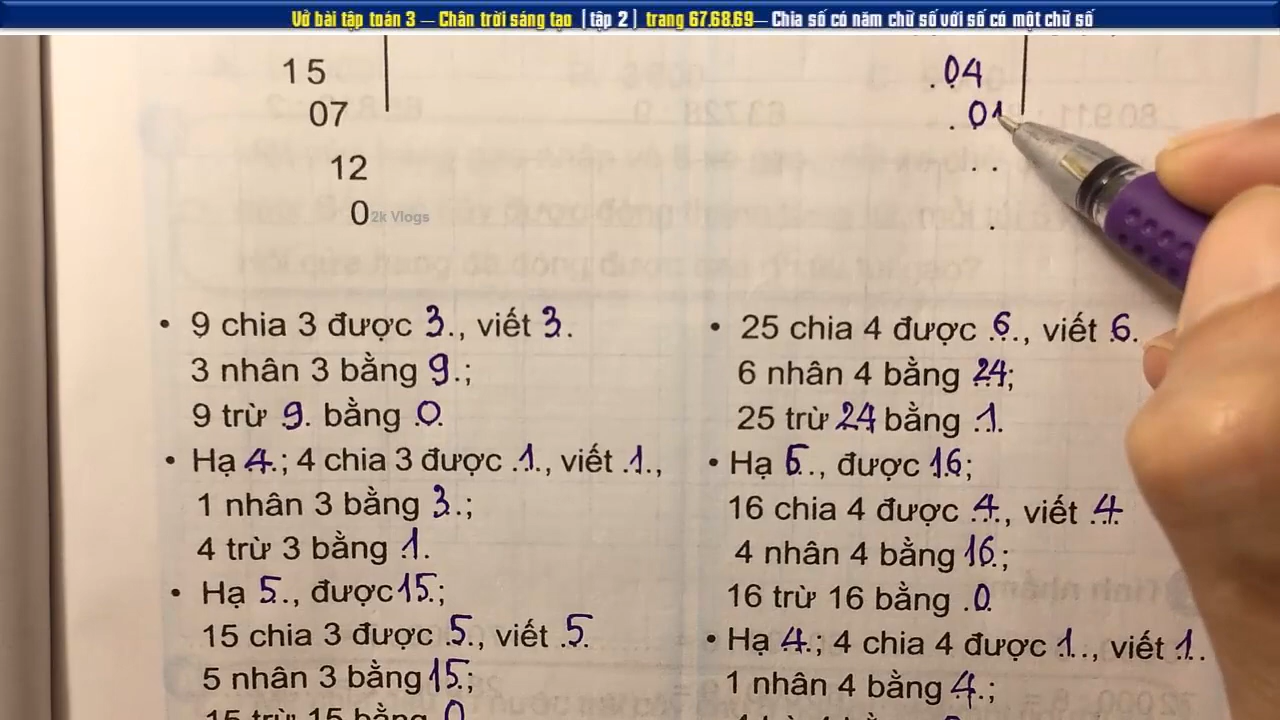 Vở bài tập toán 3 – Chân trời sáng tạo (tập 2) trang 67,68,69– Chia số có năm chữ số với số có một chữ số
15
07
12
0
2k Vlogs
04
01
9 chia 3 được 3., viết 3.
3 nhân 3 bằng 9.;
9 trừ 9. bằng .0.
Hạ 4.; 4 chia 3 được .1., viết .1.,
1 nhân 3 bằng 3.;
4 trừ 3 bằng .1.
Hạ 5.., được 15.;
15 chia 3 được .5., viết .5.
5 nhân 3 bằng 15.;
15 trừ 15 bằng .0
25 chia 4 được .6., viết .6.
6 nhân 4 bằng 24;
25 trừ 24 bằng .1.
Hạ 6.., được 16;
16 chia 4 được .4., viết .4.
4 nhân 4 bằng 16.;
16 trừ 16 bằng .0
Hạ 4.; 4 chia 4 được 1.., viết 1..
1 nhân 4 bằng 4.;